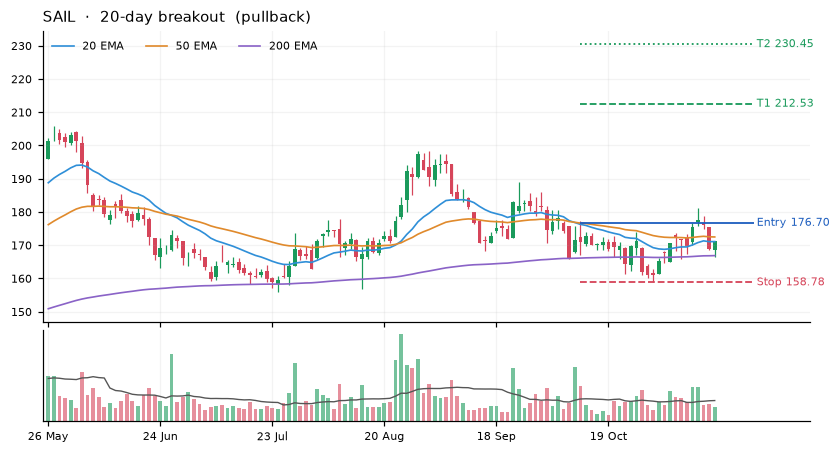 SAIL · 20-day breakout (pullback)
20 EMA 50 EMA 200 EMA
230
220
210
200
190
180
170
160
150
T2 230.45
T1 212.53
Entry 176.70
Stop 158.78
26 May 24 Jun 23 Jul 20 Aug 18 Sep 19 Oct